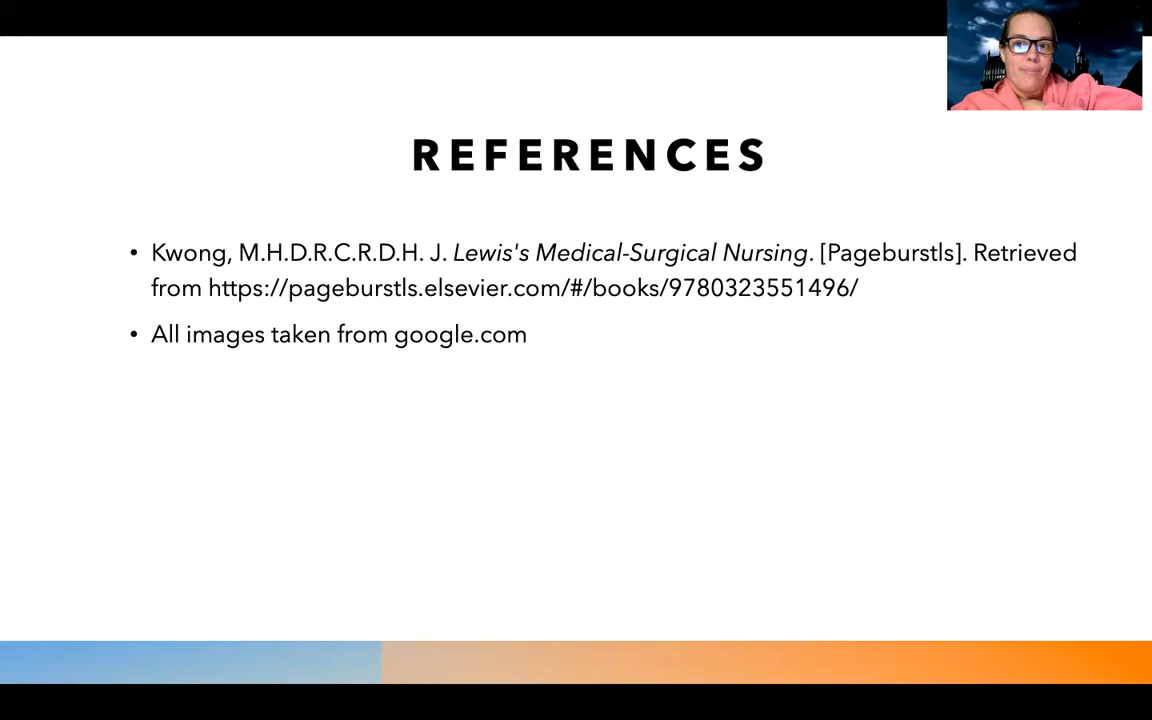 REFERENCES
• Kwong, M.H.D.R.C.R.D.H. J. Lewis's Medical-Surgical Nursing. [Pageburstls]. Retrieved
from https://pageburstls.elsevier.com/#/books/9780323551496/
• All images taken from google.com